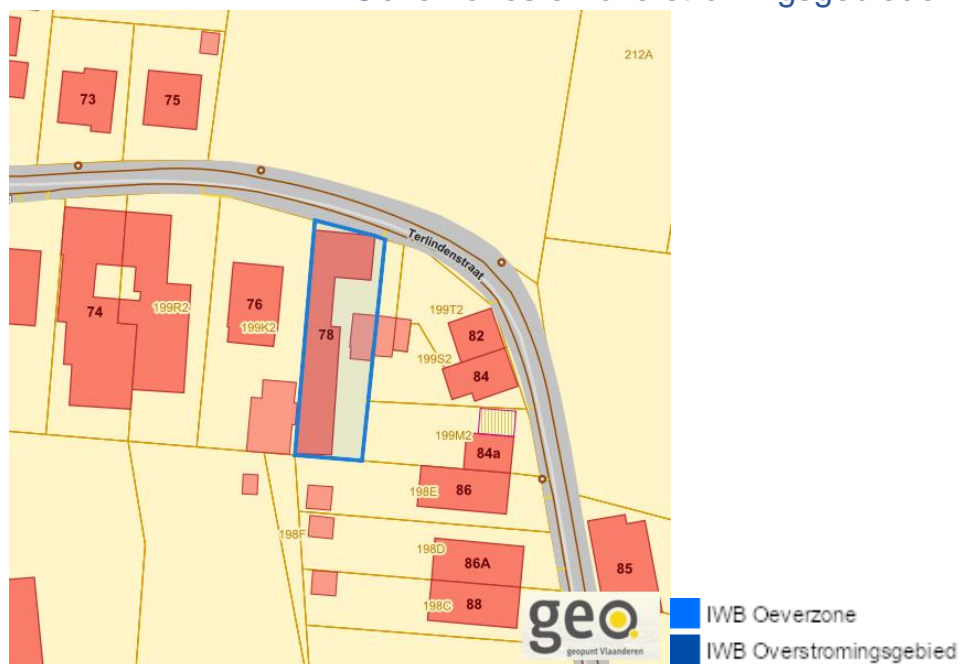 212A
73
75
Terlindenstraat
74
199R2
76
199K2
78
199T2
82
199S2
84
199M2
84a
198E
86
198F
198D
86A
85
198C
88
geo
geopunt Vlaanderen
IWB Oeverzone
IWB Overstromingsgebied